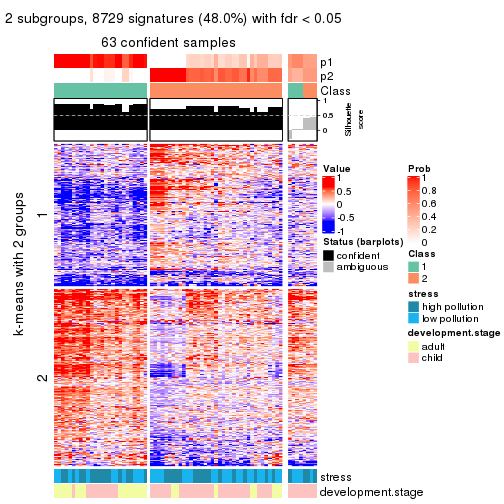 2 subgroups, 8729 signatures (48.0%) with fdr < 0.05
63 confident samples
p1
p2
Class
1
0.5
0
Silhouette
score
k-means with 2 groups
1
2
Value
1
0.5
0
-0.5
-1
Status (barplots)
confident
ambiguous
Prob
1
0.8
0.6
0.4
0.2
0
Class
1
2
stress
high pollution
low pollution
development.stage
adult
child
stress
development.stage